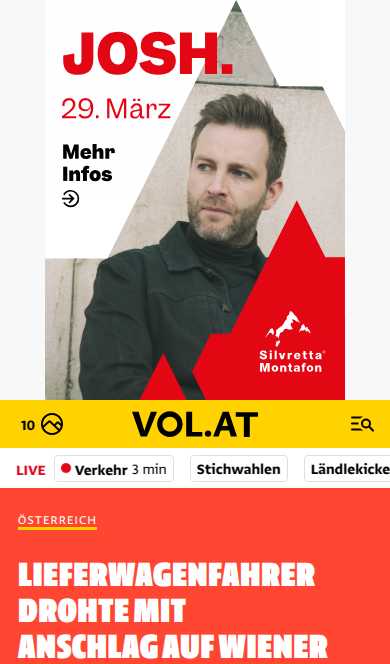 JOSH.
29. März
Mehr
Infos
Silvretta®
Montafon
10 VOL.AT
LIVE Verkehr 3 min Stichwahlen Ländlekicke
ÖSTERREICH
LIEFERWAGENFAHRER
DROHTE MIT
ANSCHLAG AUF WIENER